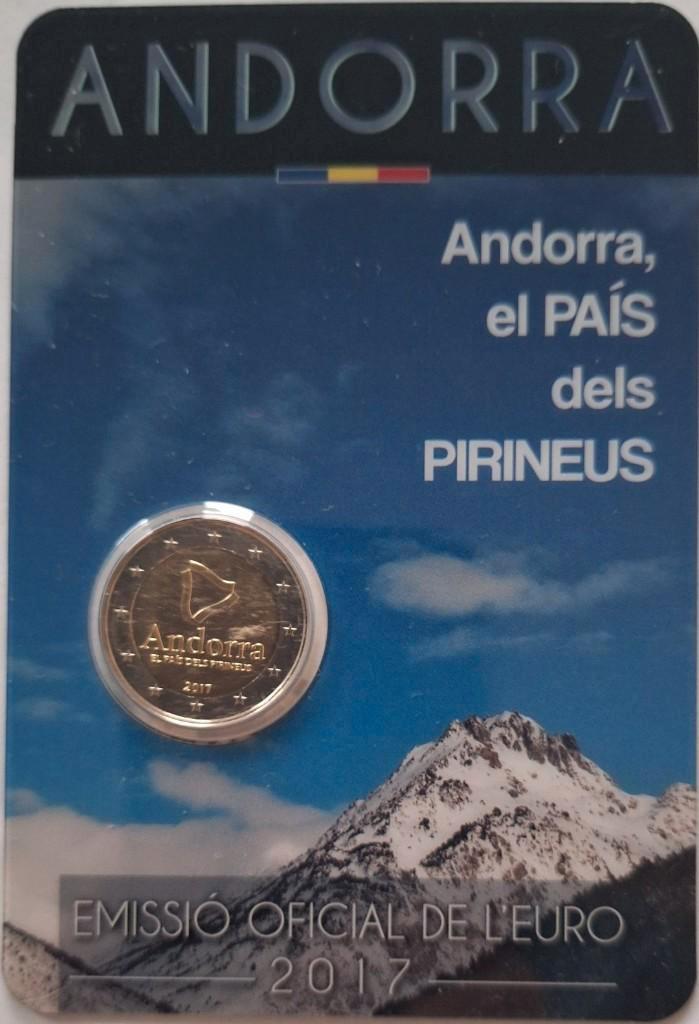 ANDORRA
Andorra,
el PAÍS
dels
PIRINEUS
Andorra
EL PAÍS DELS PIRINEUS
2017
EMISSIÓ OFICIAL DE L'EURO
2017